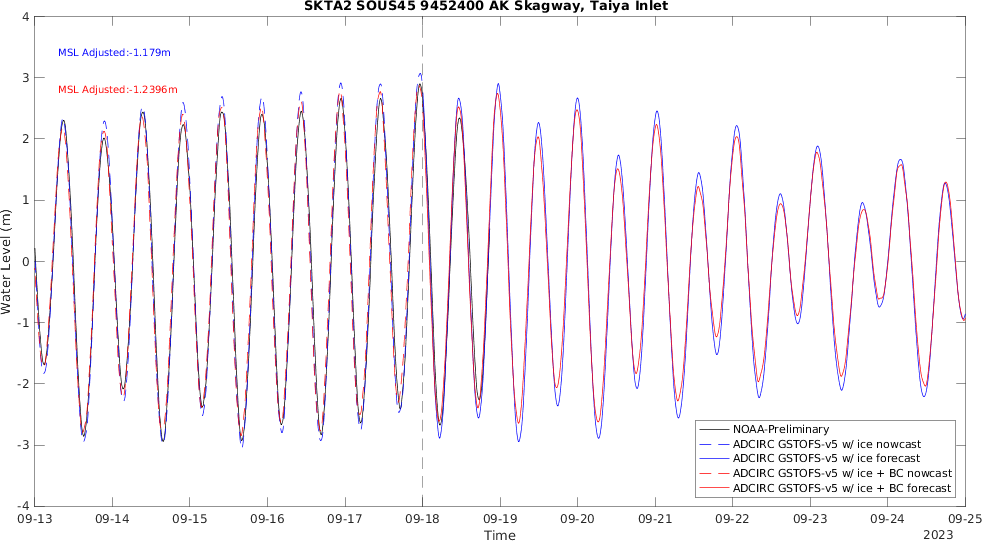 SKTA2 SOUS45 9452400 AK Skagway, Taiya Inlet
MSL Adjusted:-1.179m
MSL Adjusted:-1.2396m
4
3
2
1
0
-1
-2
-3
-4
Water Level (m)
NOAA-Preliminary
ADCIRC GSTOFS-v5 w/ ice nowcast
ADCIRC GSTOFS-v5 w/ ice forecast
ADCIRC GSTOFS-v5 w/ ice + BC nowcast
ADCIRC GSTOFS-v5 w/ ice + BC forecast
09-13 09-14 09-15 09-16 09-17 09-18 09-19 09-20 09-21 09-22 09-23 09-24 09-25
Time
2023